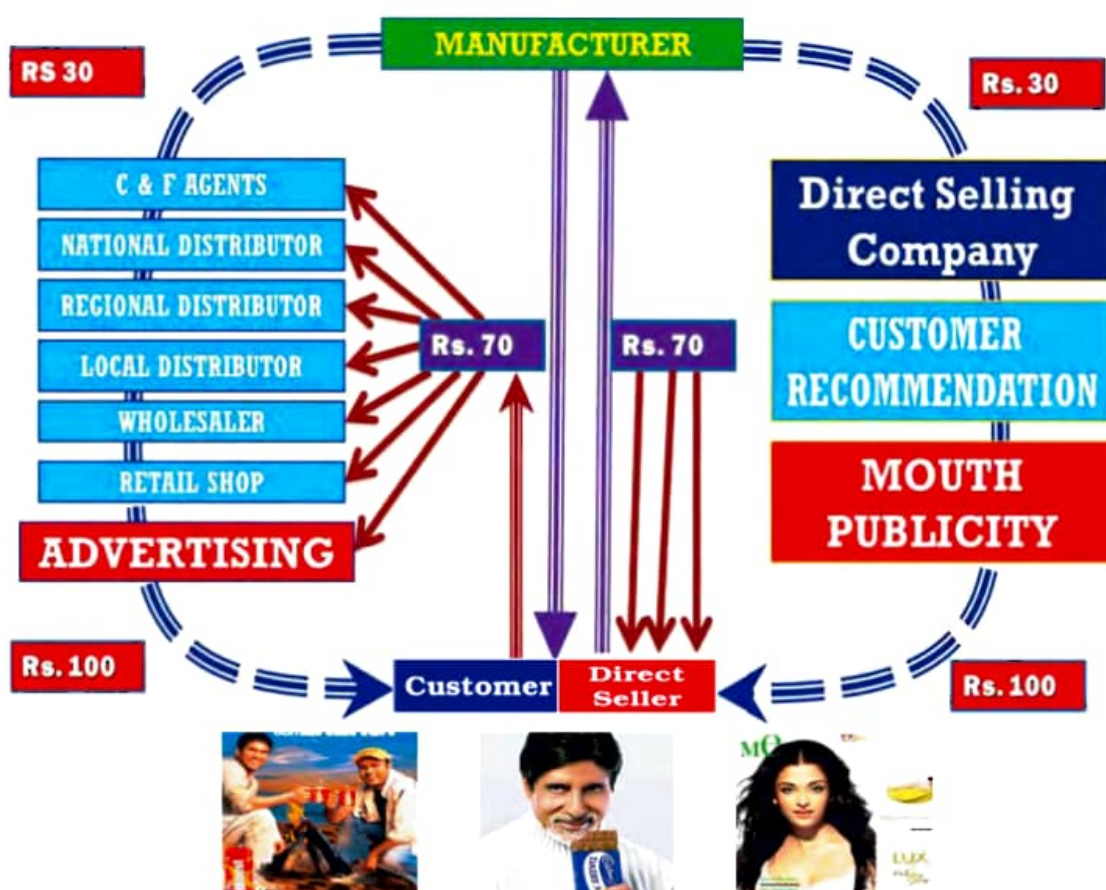 MANUFACTURER
RS 30
Rs. 30
C & F AGENTS
NATIONAL DISTRIBUTOR
REGIONAL DISTRIBUTOR
LOCAL DISTRIBUTOR
WHOLESALER
RETAIL SHOP
ADVERTISING
Rs. 70
Rs. 70
Direct Selling
Company
CUSTOMER
RECOMMENDATION
MOUTH
PUBLICITY
Rs. 100
Customer
Direct
Seller
Rs. 100
LUX